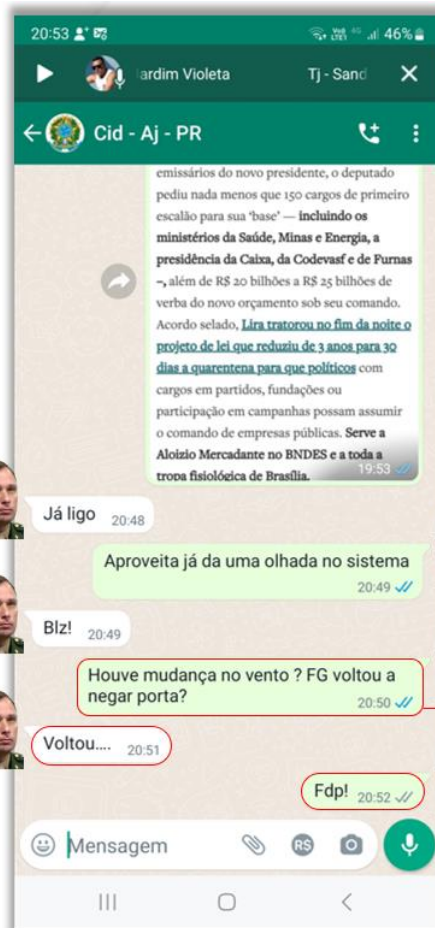 20:53
46%
ardim Violeta Tj - Sand
Cid - Aj - PR
emissários do novo presidente, o deputado
pediu nada menos que 150 cargos de primeiro
escalão para sua ‘base’ — incluindo os
ministérios da Saúde, Minas e Energia, a
presidência da Caixa, da Codevasf e de Furnas
–, além de R$ 20 bilhões a R$ 25 bilhões de
verba do novo orçamento sob seu comando.
Acordo selado, Lira tratorou no fim da noite o
projeto de lei que reduziu de 3 anos para 30
dias a quarentena para que políticos com
cargos em partidos, fundações ou
participação em campanhas possam assumir
o comando de empresas públicas. Serve a
Aloizio Mercadante no BNDES e a toda a
tropa fisiológica de Brasília.
19:53
Já ligo 20:48
Aproveita já da uma olhada no sistema
20:49
Blz! 20:49
Houve mudança no vento ? FG voltou a
negar porta?
20:50
Voltou.... 20:51
Fdp! 20:52
Mensagem
R$